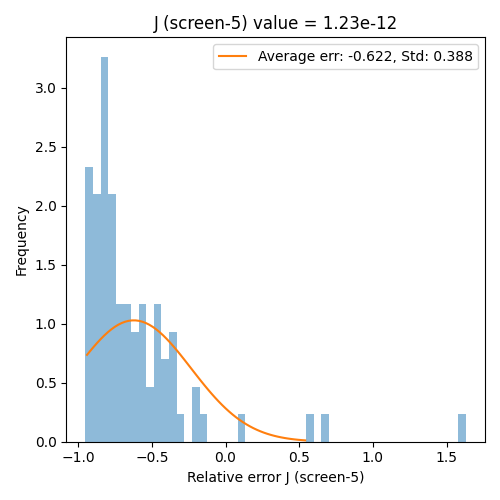 J (screen-5) value = 1.23e-12
Average err: -0.622, Std: 0.388
Frequency
3.0
2.5
2.0
1.5
1.0
0.5
0.0
-1.0 -0.5 0.0 0.5 1.0 1.5
Relative error J (screen-5)